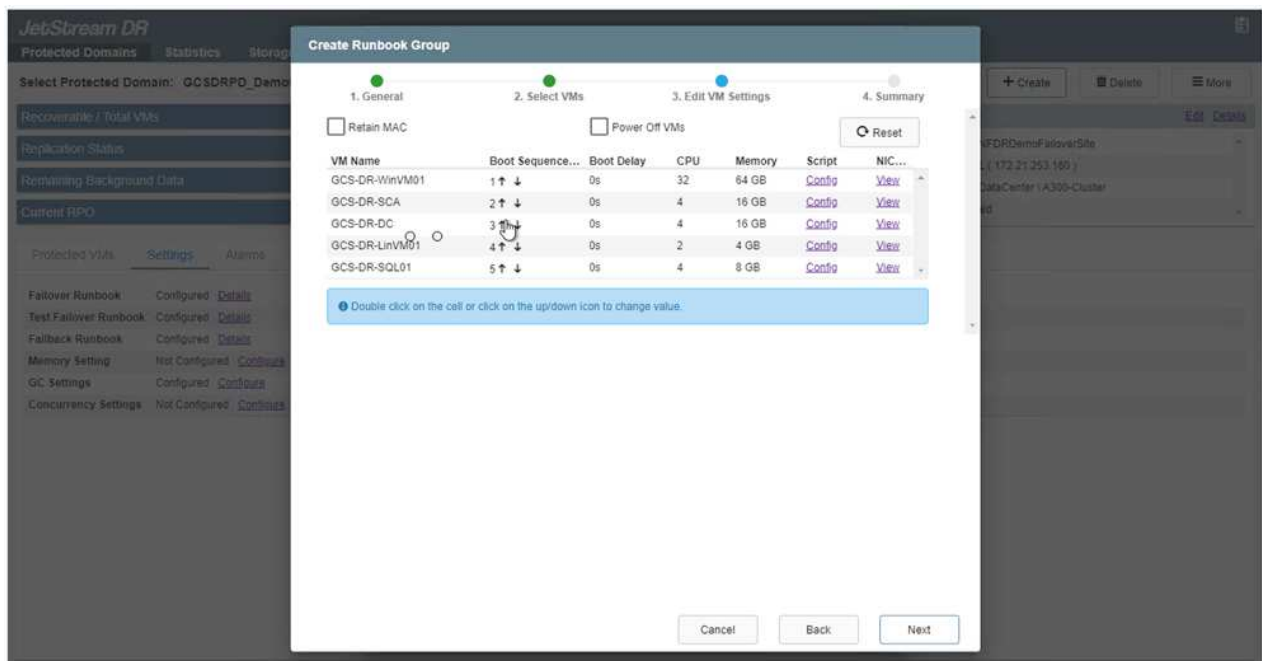 JetStream DR
Protected Domains Statistics
Select Protected Domain: GCSDRPD_Demo
+ Create Delete More
Recoverable / Total VMs
Edit Details
Replication Status
Remaining Background Data
Current RPO
( 172.21.253.160 )
Protected VMs Settings Alarms
Failover Runbook Configured Details
Test Failover Runbook Configured Details
Failback Runbook Configured Details
Memory Setting Not Configured Configure
GC Settings Configured Configure
Concurrency Settings Not Configured Configure
Create Runbook Group
1. General 2. Select VMs 3. Edit VM Settings 4. Summary
Retain MAC Power Off VMs Reset
VM Name Boot Sequence... Boot Delay CPU Memory Script NIC...
GCS-DR-WinVM01 1 ↑ ↓ 0s 32 64 GB Config View
GCS-DR-SCA 2 ↑ ↓ 0s 4 16 GB Config View
GCS-DR-DC 3 ↑ ↓ 0s 4 16 GB Config View
GCS-DR-LinVM01 4 ↑ ↓ 0s 2 4 GB Config View
GCS-DR-SQL01 5 ↑ ↓ 0s 4 8 GB Config View
Double click on the cell or click on the up/down icon to change value.
Cancel Back Next